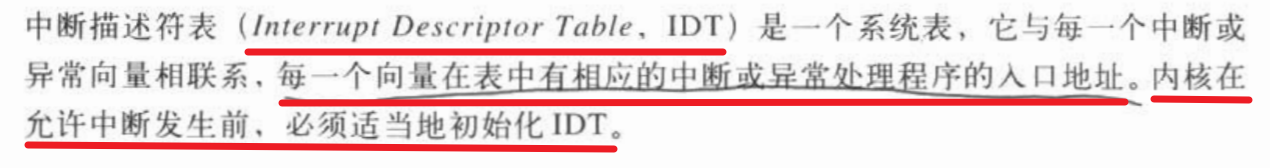 中断描述符表（Interrupt Descriptor Table，IDT）是一个系统表，它与每一个中断或
异常向量相联系，每一个向量在表中有相应的中断或异常处理程序的入口地址。内核在
允许中断发生前，必须适当地初始化 IDT。